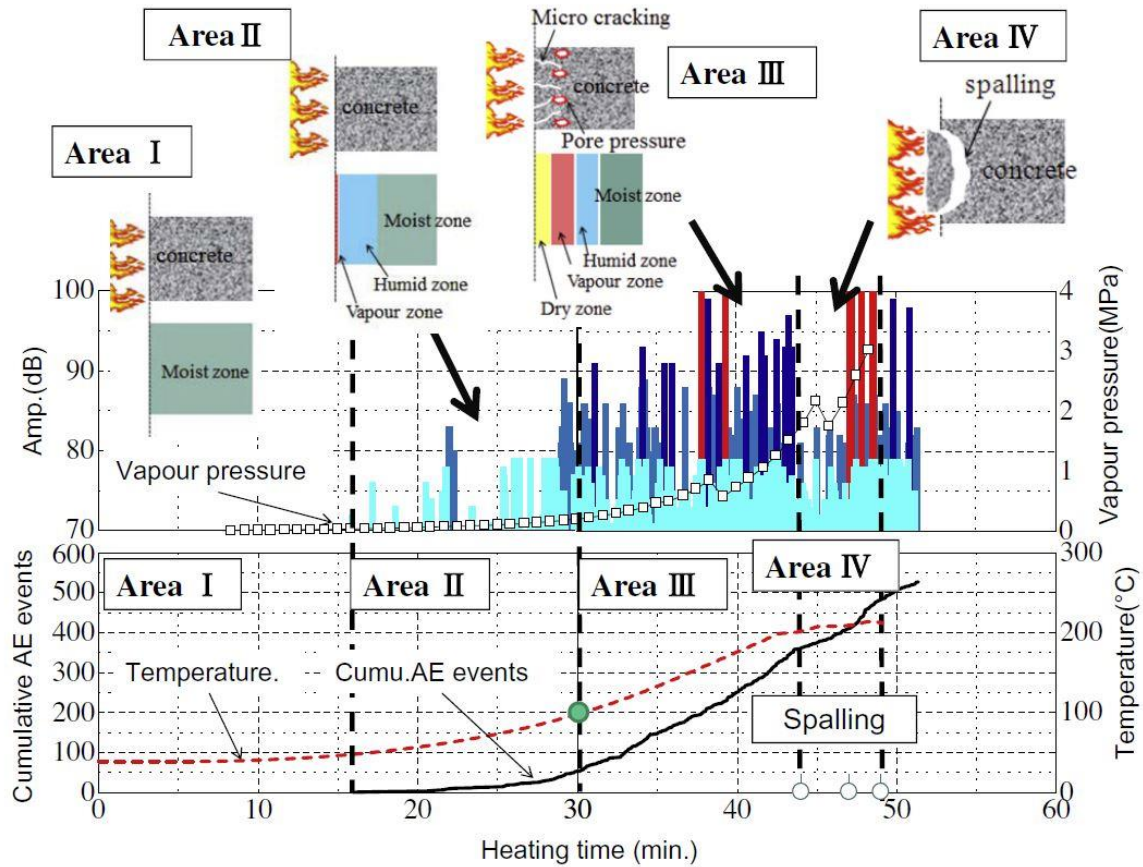 Area Ⅱ
concrete
Moist zone
Humid zone
Vapour zone
Micro cracking
concrete
Pore pressure
Moist zone
Humid zone
Vapour zone
Dry zone
Area Ⅲ
Area Ⅳ
spalling
concrete
Area Ⅰ
concrete
Moist zone
100
90
80
70
Amp.(dB)
4
3
2
1
0
Vapour pressure(MPa)
Vapour pressure
600
500
400
300
200
100
0
Cumulative AE events
Area Ⅰ
Area Ⅱ
Area Ⅲ
Area Ⅳ
Temperature.
Cumu.AE events
Spalling
300
200
100
0
Temperature(°C)
0
10
20
30
40
50
60
Heating time (min.)